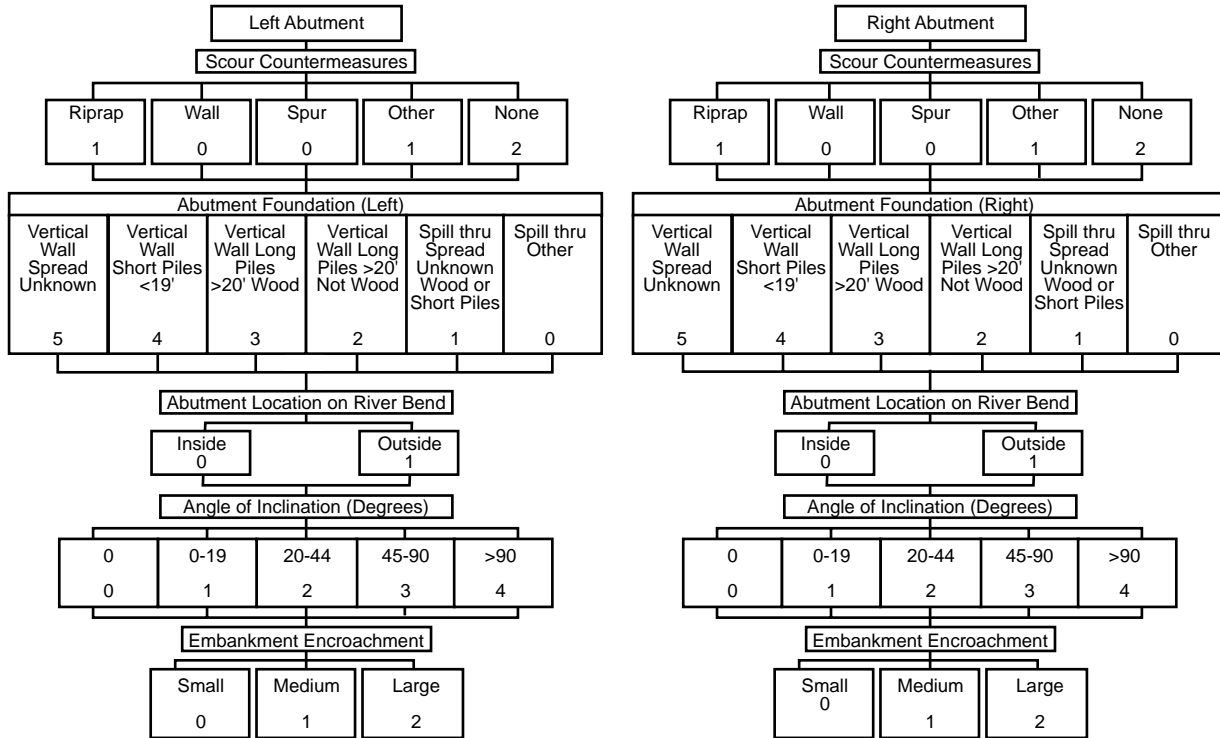 Left Abutment
Scour Countermeasures
Riprap
1
Wall
0
Spur
0
Other
1
None
2
Abutment Foundation (Left)
Vertical
Wall
Spread
Unknown
5
Vertical
Wall
Short Piles
<19'
4
Vertical
Wall Long
Piles
>20' Wood
3
Vertical
Wall Long
Piles >20'
Not Wood
2
Spill thru
Spread
Unknown
Wood or
Short Piles
1
Spill thru
Other
0
Abutment Location on River Bend
Inside
0
Outside
1
Angle of Inclination (Degrees)
0
0
0-19
1
20-44
2
45-90
3
>90
4
Embankment Encroachment
Small
0
Medium
1
Large
2
Right Abutment
Scour Countermeasures
Riprap
1
Wall
0
Spur
0
Other
1
None
2
Abutment Foundation (Right)
Vertical
Wall
Spread
Unknown
5
Vertical
Wall
Short Piles
<19'
4
Vertical
Wall Long
Piles
>20' Wood
3
Vertical
Wall Long
Piles >20'
Not Wood
2
Spill thru
Spread
Unknown
Wood or
Short Piles
1
Spill thru
Other
0
Abutment Location on River Bend
Inside
0
Outside
1
Angle of Inclination (Degrees)
0
0
0-19
1
20-44
2
45-90
3
>90
4
Embankment Encroachment
Small
0
Medium
1
Large
2